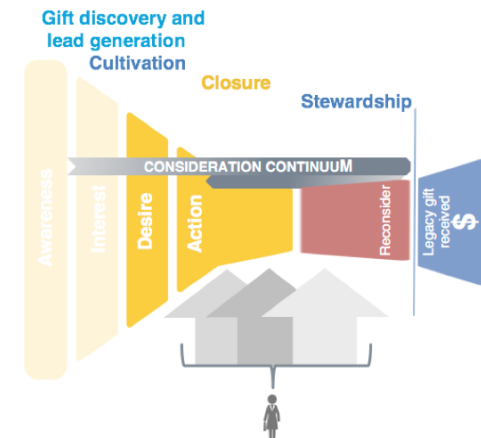 Gift discovery and
lead generation
Cultivation
Closure
Stewardship
CONSIDERATION CONTINUUM
Awareness
Interest
Desire
Action
Reconsider
Legacy gift
received
$